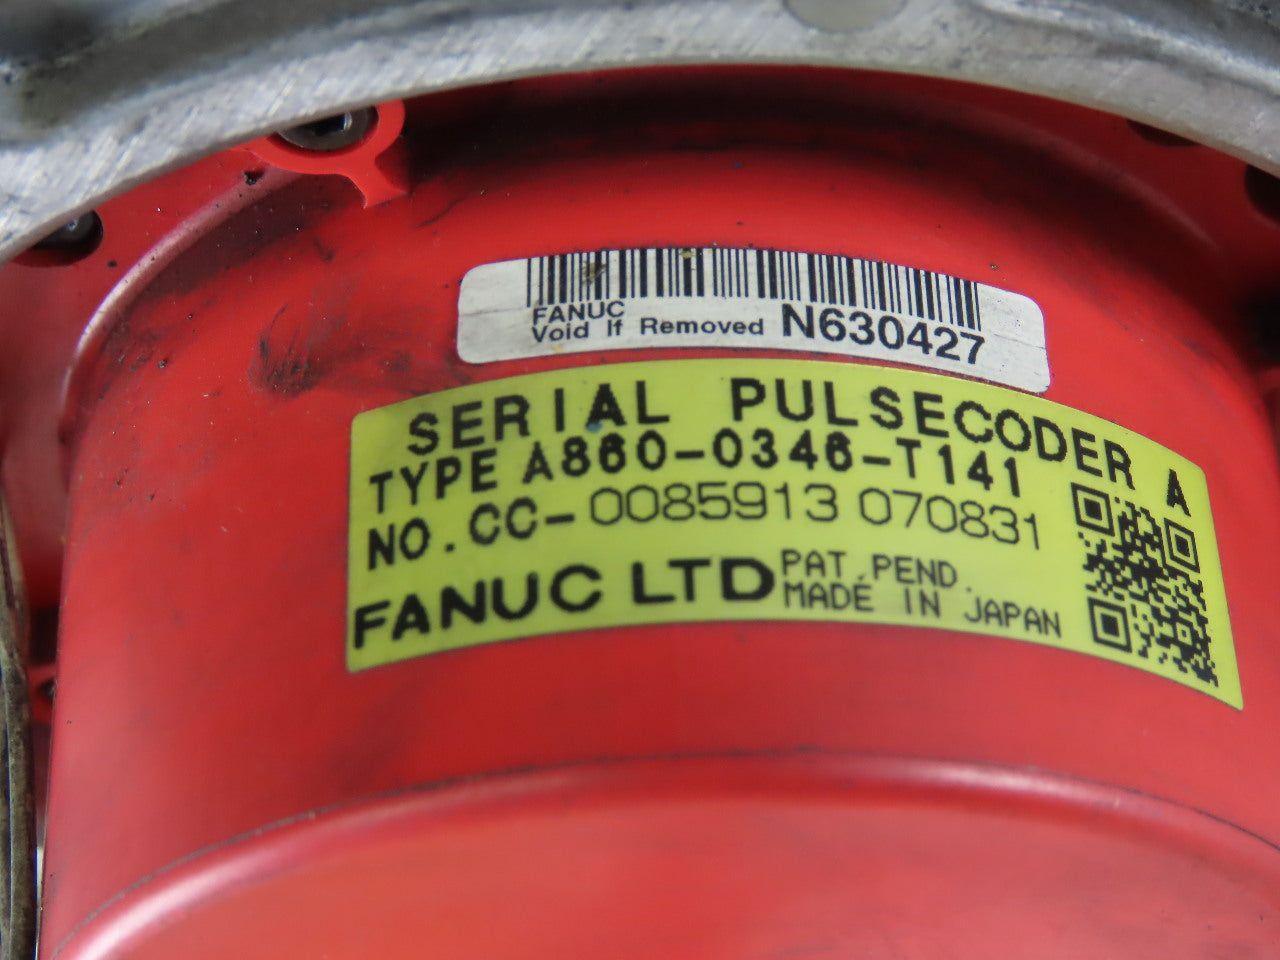 FANUC
Void If Removed N630427
SERIAL PULSECODER A
TYPE A860-0346-T141
NO.CC-0085913 070831
FANUC LTD PAT.PEND.
MADE IN JAPAN